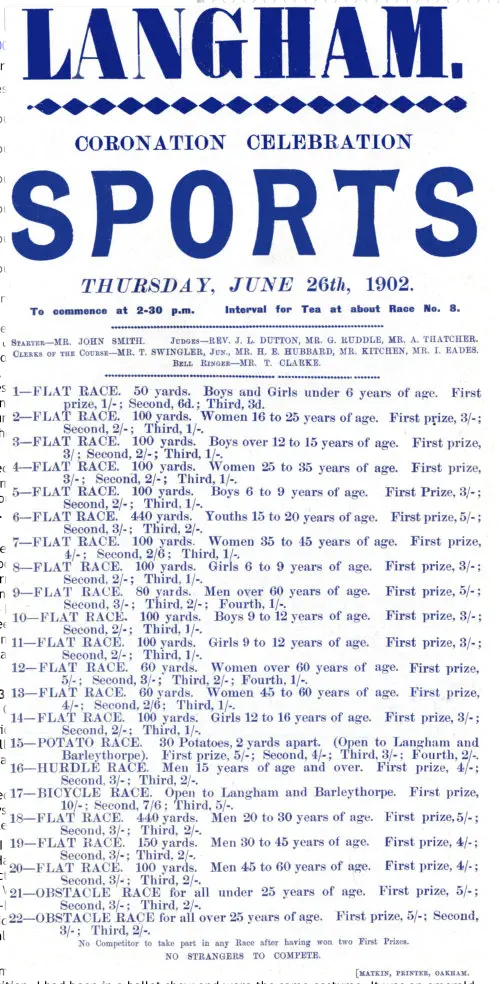 LANGHAM.
CORONATION CELEBRATION
SPORTS
THURSDAY, JUNE 26th, 1902.
To commence at 2-30 p.m. Interval for Tea at about Race No. 8.
STARTER—MR. JOHN SMITH. JUDGES—REV. J. L. DUTTON, MR. G. RUDDLE, MR. A. THATCHER.
CLERKS OF THE COURSE—MR. T. SWINGLER, JUN., MR. H. E. HUBBARD, MR. KITCHEN, MR. I. EADES.
BELL RINGER—MR. T. CLARKE.
1—FLAT RACE. 50 yards. Boys and Girls under 6 years of age. First
prize, 1/-; Second, 6d.; Third, 3d.
2—FLAT RACE. 100 yards. Women 16 to 25 years of age. First prize, 3/-;
Second, 2/-; Third, 1/-.
3—FLAT RACE. 100 yards. Boys over 12 to 15 years of age. First prize,
3/; Second, 2/-; Third, 1/-.
4—FLAT RACE. 100 yards. Women 25 to 35 years of age. First prize,
3/-; Second, 2/-; Third, 1/-.
5—FLAT RACE. 100 yards. Boys 6 to 9 years of age. First Prize, 3/-;
Second, 2/-; Third, 1/-.
6—FLAT RACE. 440 yards. Youths 15 to 20 years of age. First prize, 5/-;
Second, 3/-; Third, 2/-.
7—FLAT RACE. 100 yards. Women 35 to 45 years of age. First prize,
4/-; Second, 2/6; Third, 1/-.
8—FLAT RACE. 100 yards. Girls 6 to 9 years of age. First prize, 3/-;
Second, 2/-; Third, 1/-.
9—FLAT RACE. 80 yards. Men over 60 years of age. First prize, 5/-;
Second, 3/-; Third, 2/-; Fourth, 1/-.
10—FLAT RACE. 100 yards. Boys 9 to 12 years of age. First prize, 3/-;
Second, 2/-; Third, 1/-.
11—FLAT RACE. 100 yards. Girls 9 to 12 years of age. First prize, 3/-;
Second, 2/-; Third, 1/-.
12—FLAT RACE. 60 yards. Women over 60 years of age. First prize,
5/-; Second, 3/-; Third, 2/-; Fourth, 1/-.
13—FLAT RACE. 60 yards. Women 45 to 60 years of age. First prize,
4/-; Second, 2/6; Third, 1/-.
14—FLAT RACE. 100 yards. Girls 12 to 16 years of age. First prize, 3/-;
Second, 2/-; Third, 1/-.
15—POTATO RACE. 30 Potatoes, 2 yards apart. (Open to Langham and
Barleythorpe). First prize, 5/-; Second, 4/-; Third, 3/-; Fourth, 2/-.
16—HURDLE RACE. Men 15 years of age and over. First prize, 4/-;
Second, 3/-; Third, 2/-.
17—BICYCLE RACE. Open to Langham and Barleythorpe. First prize,
10/-; Second, 7/6; Third, 5/-.
18—FLAT RACE. 440 yards. Men 20 to 30 years of age. First prize, 5/-;
Second, 3/-; Third, 2/-.
19—FLAT RACE. 150 yards. Men 30 to 45 years of age. First prize, 4/-;
Second, 3/-; Third, 2/-.
20—FLAT RACE. 100 yards. Men 45 to 60 years of age. First prize, 4/-;
Second, 3/-; Third, 2/-.
21—OBSTACLE RACE for all under 25 years of age. First prize, 5/-;
Second, 3/-; Third, 2/-.
22—OBSTACLE RACE for all over 25 years of age. First prize, 5/-; Second,
3/-; Third, 2/-.
No Competitor to take part in any Race after having won two First Prizes.
NO STRANGERS TO COMPETE.
[MATKIN, PRINTER, OAKHAM.